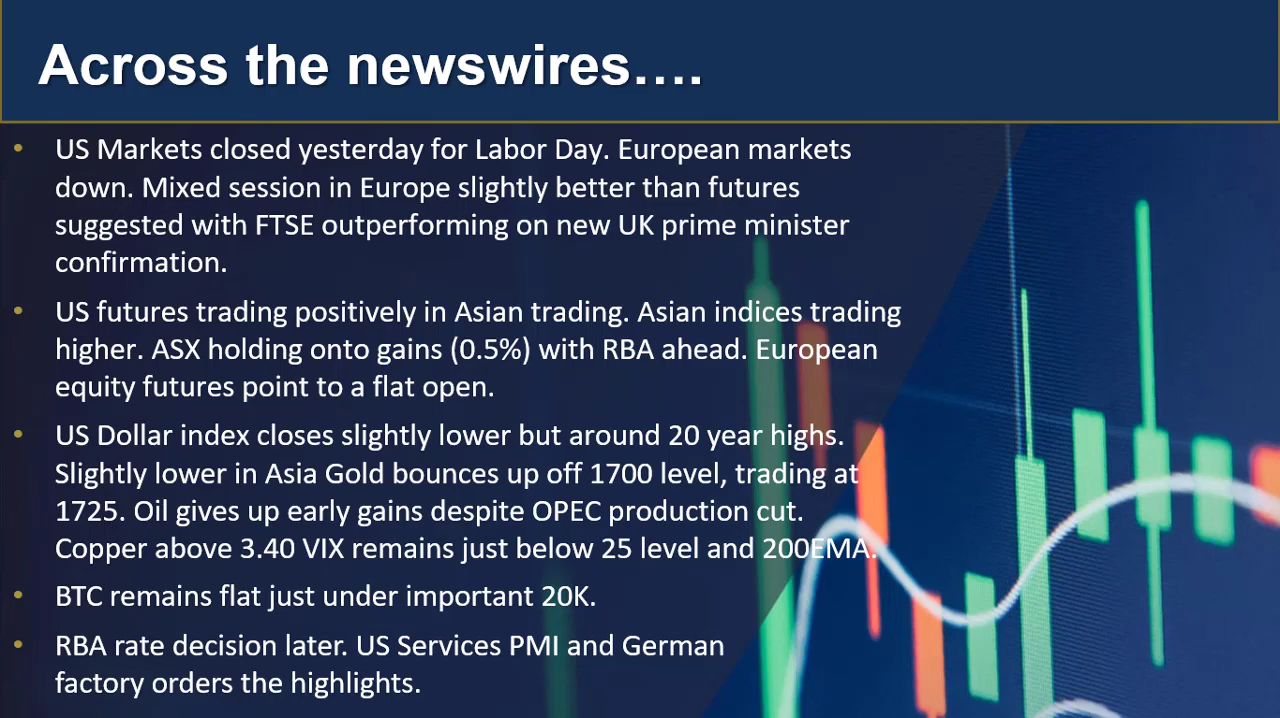 Across the newswires….
• US Markets closed yesterday for Labor Day. European markets
down. Mixed session in Europe slightly better than futures
suggested with FTSE outperforming on new UK prime minister
confirmation.
• US futures trading positively in Asian trading. Asian indices trading
higher. ASX holding onto gains (0.5%) with RBA ahead. European
equity futures point to a flat open.
• US Dollar index closes slightly lower but around 20 year highs.
Slightly lower in Asia Gold bounces up off 1700 level, trading at
1725. Oil gives up early gains despite OPEC production cut.
Copper above 3.40 VIX remains just below 25 level and 200EMA.
• BTC remains flat just under important 20K.
• RBA rate decision later. US Services PMI and German
factory orders the highlights.